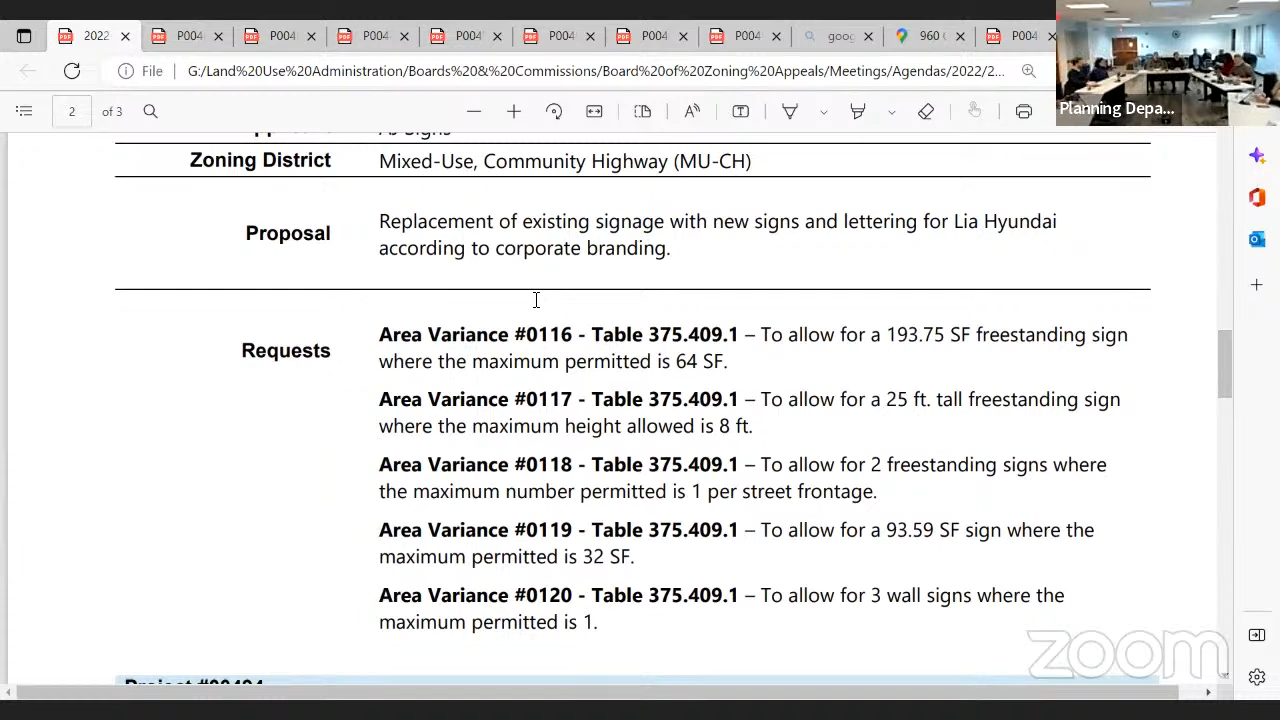 2022
P004
P004
P004
P004
P004
P004
P004
goog
960
P004
File
G:/Land%20Use%20Administration/Boards%20&%20Commissions/Board%20of%20Zoning%20Appeals/Meetings/Agendas/2022/2...
Planning Depa...
2
of 3
Zoning District
Mixed-Use, Community Highway (MU-CH)
Proposal
Replacement of existing signage with new signs and lettering for Lia Hyundai
according to corporate branding.
Requests
Area Variance #0116 - Table 375.409.1 – To allow for a 193.75 SF freestanding sign
where the maximum permitted is 64 SF.
Area Variance #0117 - Table 375.409.1 – To allow for a 25 ft. tall freestanding sign
where the maximum height allowed is 8 ft.
Area Variance #0118 - Table 375.409.1 – To allow for 2 freestanding signs where
the maximum number permitted is 1 per street frontage.
Area Variance #0119 - Table 375.409.1 – To allow for a 93.59 SF sign where the
maximum permitted is 32 SF.
Area Variance #0120 - Table 375.409.1 – To allow for 3 wall signs where the
maximum permitted is 1.
zoom